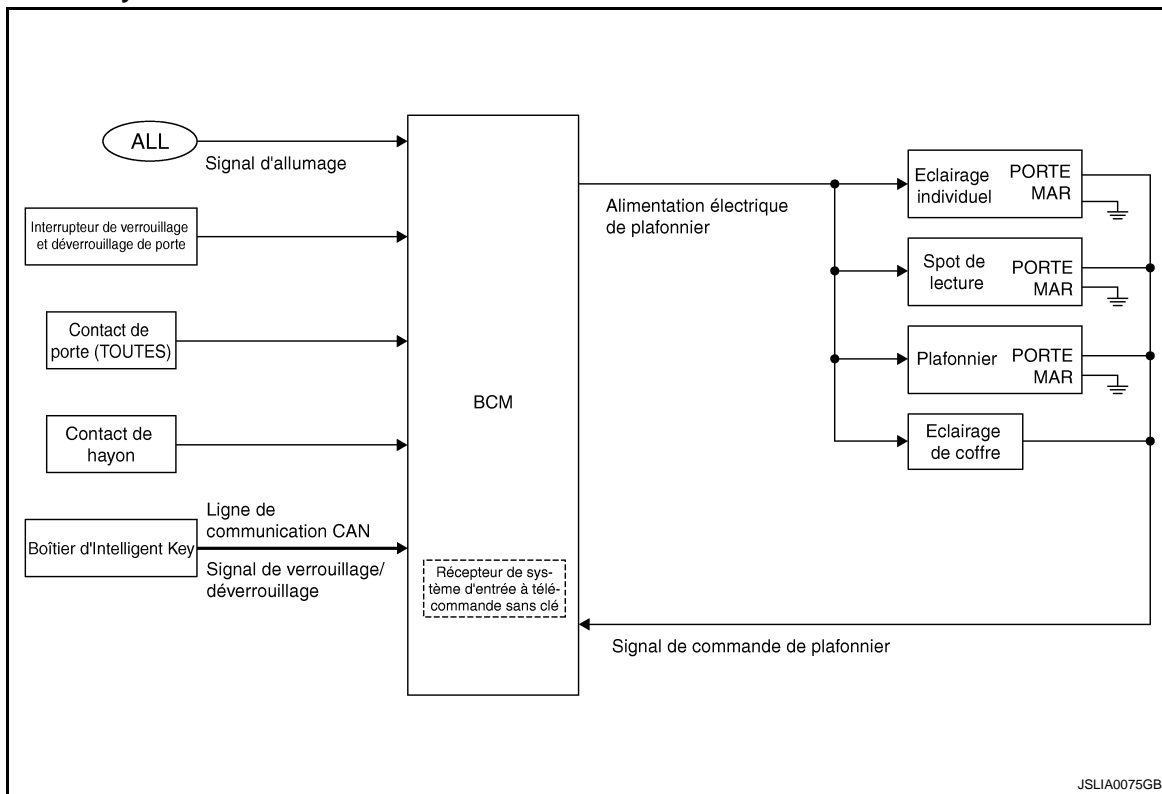 ALL
Signal d'allumage
Interrupteur de verrouillage
et déverrouillage de porte
Contact de
porte (TOUTES)
Contact de
hayon
Boîtier d'Intelligent Key
Ligne de
communication CAN
Signal de verrouillage/
déverrouillage
BCM
Récepteur de sys-
tème d'entrée à télé-
commande sans clé
Alimentation électrique
de plafonnier
Eclairage
individuel
PORTE
MAR
Spot de
lecture
PORTE
MAR
Plafonnier
PORTE
MAR
Eclairage
de coffre
Signal de commande de plafonnier
JSLIA0075GB